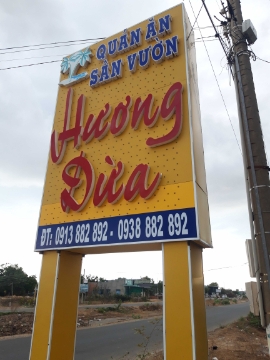 QUÁN ĂN
SÂN VƯỜN
Hương
Dừa
ĐT: 0913 882 892 - 0938 882 892